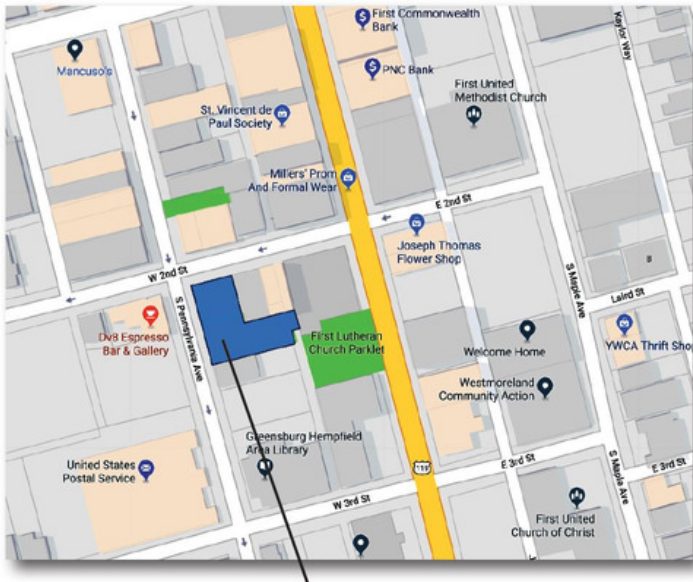 First Commonwealth
Bank
Mancuso's
PNC Bank
First United
Methodist Church
St. Vincent de
Paul Society
Millers' Prom
And Formal Wear
E 2nd St
Joseph Thomas
Flower Shop
W 2nd St
S Maple Ave
Laird St
S Pennsylvania Ave
Dv8 Espresso
Bar & Gallery
First Lutheran
Church Parklet
Welcome Home
YWCA Thrift Shop
Westmoreland
Community Action
Greensburg Hempfield
Area Library
United States
Postal Service
119
E 3rd St
S Maple Ave
E 3rd St
W 3rd St
First United
Church of Christ
Naylor Way
8